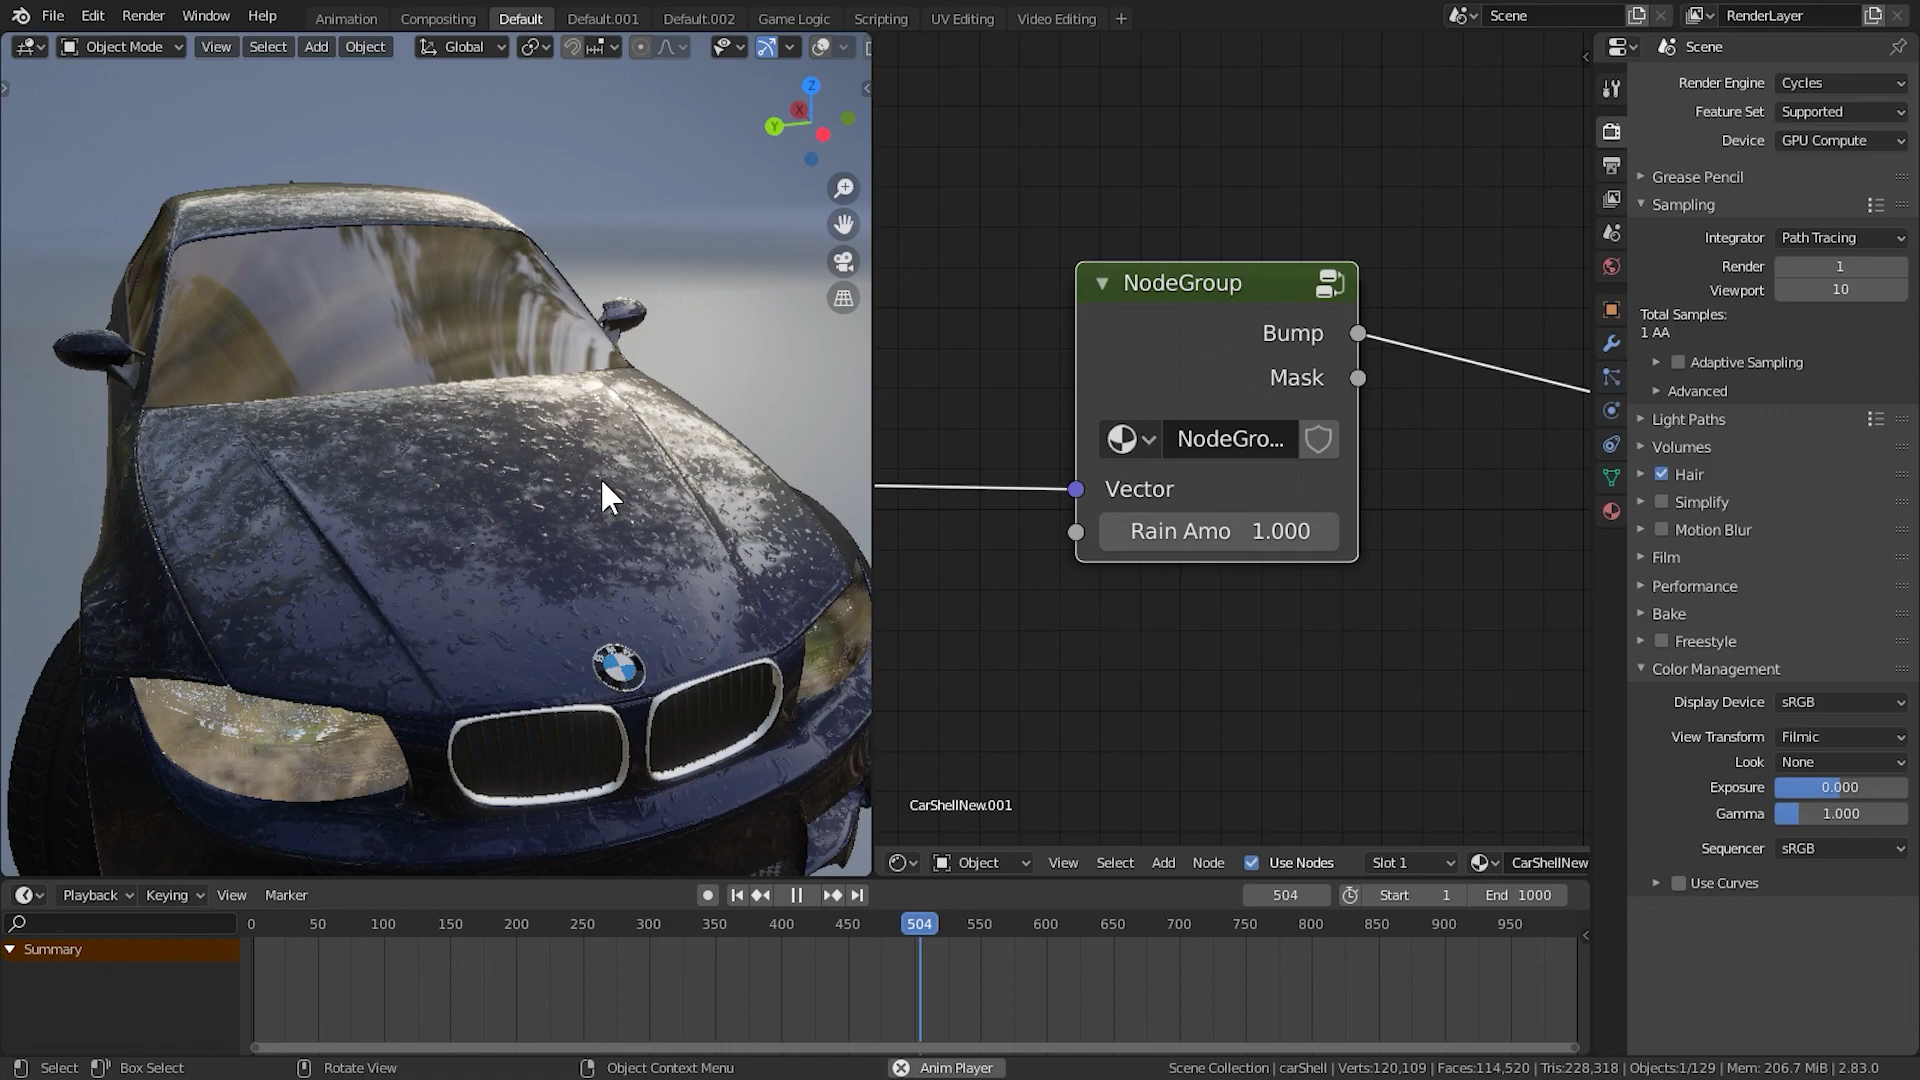 File Edit Render Window Help Animation Compositing Default Default.001 Default.002 Game Logic Scripting UV Editing Video Editing + Scene RenderLayer
Object Mode View Select Add Object Global Scene
Z
X
Y
Render Engine Cycles
Feature Set Supported
Device GPU Compute
Grease Pencil
Sampling
Integrator Path Tracing
Render 1
Viewport 10
Total Samples:
1 AA
Adaptive Sampling
Advanced
Light Paths
Volumes
Hair
Simplify
Motion Blur
Film
Performance
Bake
Freestyle
Color Management
Display Device sRGB
View Transform Filmic
Look None
Exposure 0.000
Gamma 1.000
Sequencer sRGB
Use Curves
NodeGroup
Bump
Mask
NodeGro...
Vector
Rain Amo 1.000
CarShellNew.001
Object View Select Add Node Use Nodes Slot 1 CarShellNew
Playback Keying View Marker 504 Start 1 End 1000
0 50 100 150 200 250 300 350 400 450 504 550 600 650 700 750 800 850 900 950
Summary
Select Box Select Rotate View Object Context Menu Anim Player Scene Collection | carShell | Verts:120,109 | Faces:114,520 | Tris:228,318 | Objects:1/129 | Mem: 206.7 MiB | 2.83.0